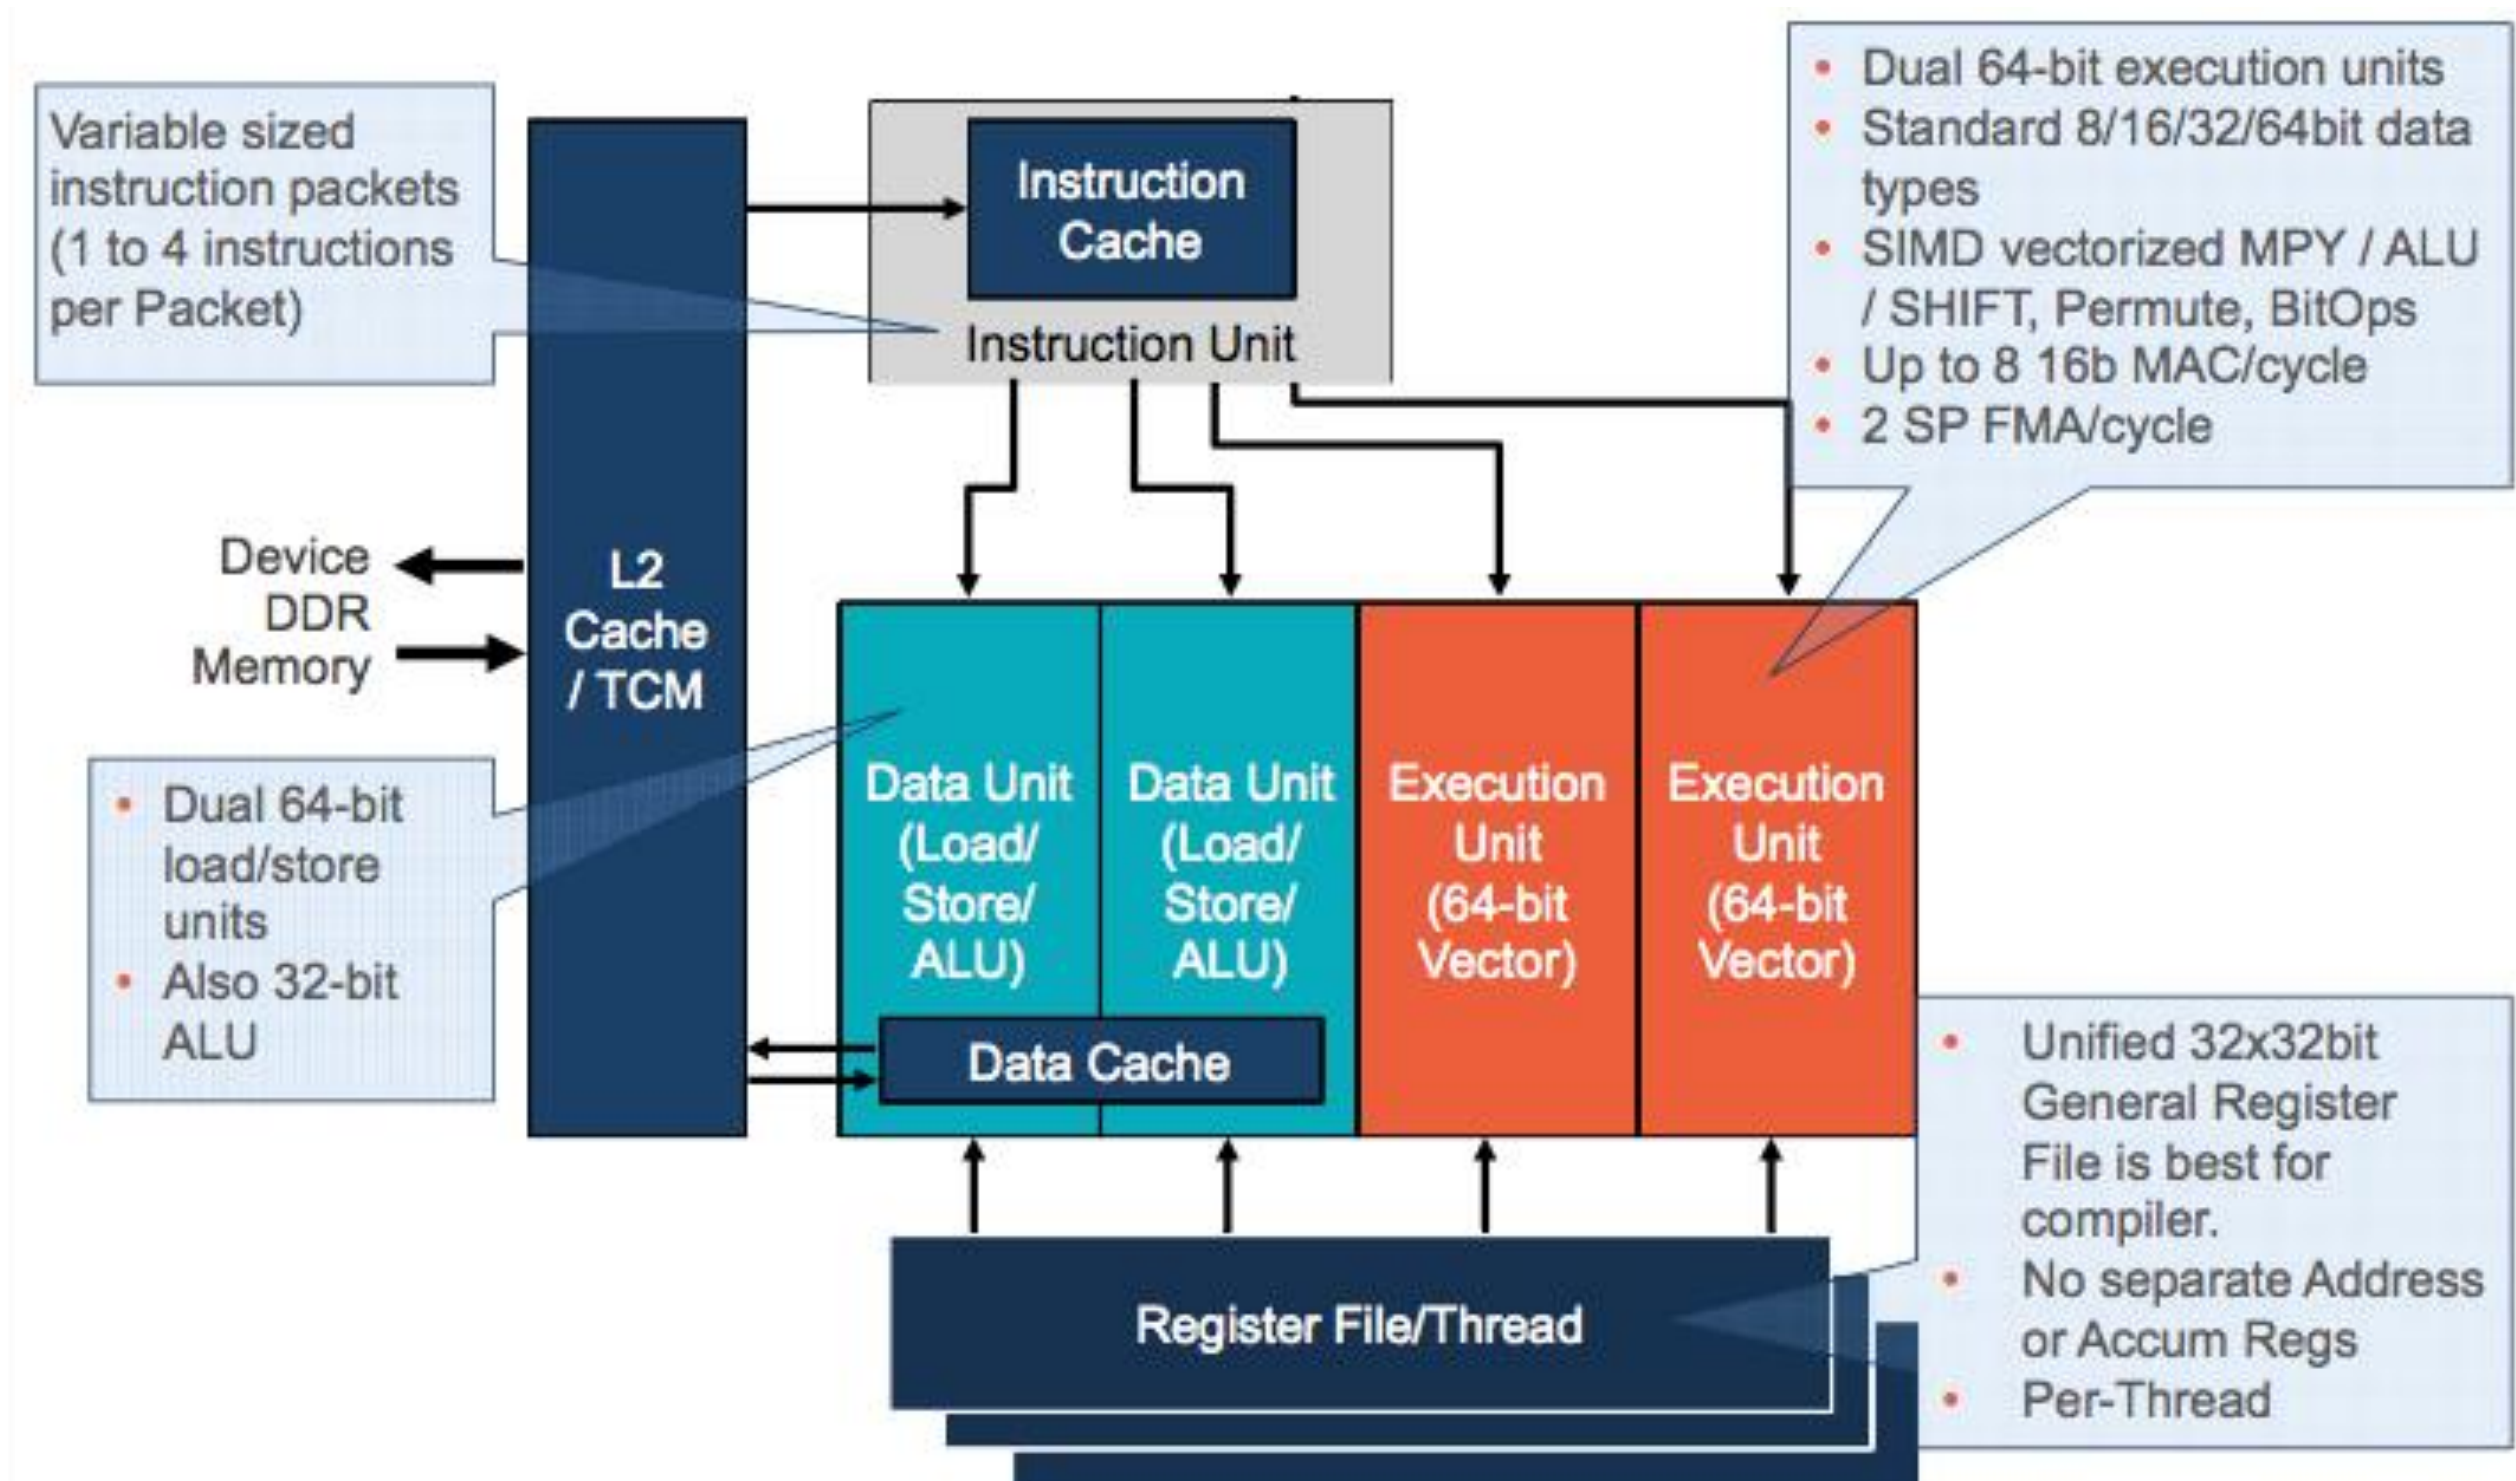 Variable sized
instruction packets
(1 to 4 instructions
per Packet)
Instruction
Cache
Instruction Unit
• Dual 64-bit execution units
• Standard 8/16/32/64bit data
types
• SIMD vectorized MPY / ALU
/ SHIFT, Permute, BitOps
• Up to 8 16b MAC/cycle
• 2 SP FMA/cycle
Device
DDR
Memory
L2
Cache
/ TCM
• Dual 64-bit
load/store
units
• Also 32-bit
ALU
Data Unit
(Load/
Store/
ALU)
Data Unit
(Load/
Store/
ALU)
Execution
Unit
(64-bit
Vector)
Execution
Unit
(64-bit
Vector)
Data Cache
• Unified 32x32bit
General Register
File is best for
compiler.
• No separate Address
or Accum Regs
• Per-Thread
Register File/Thread